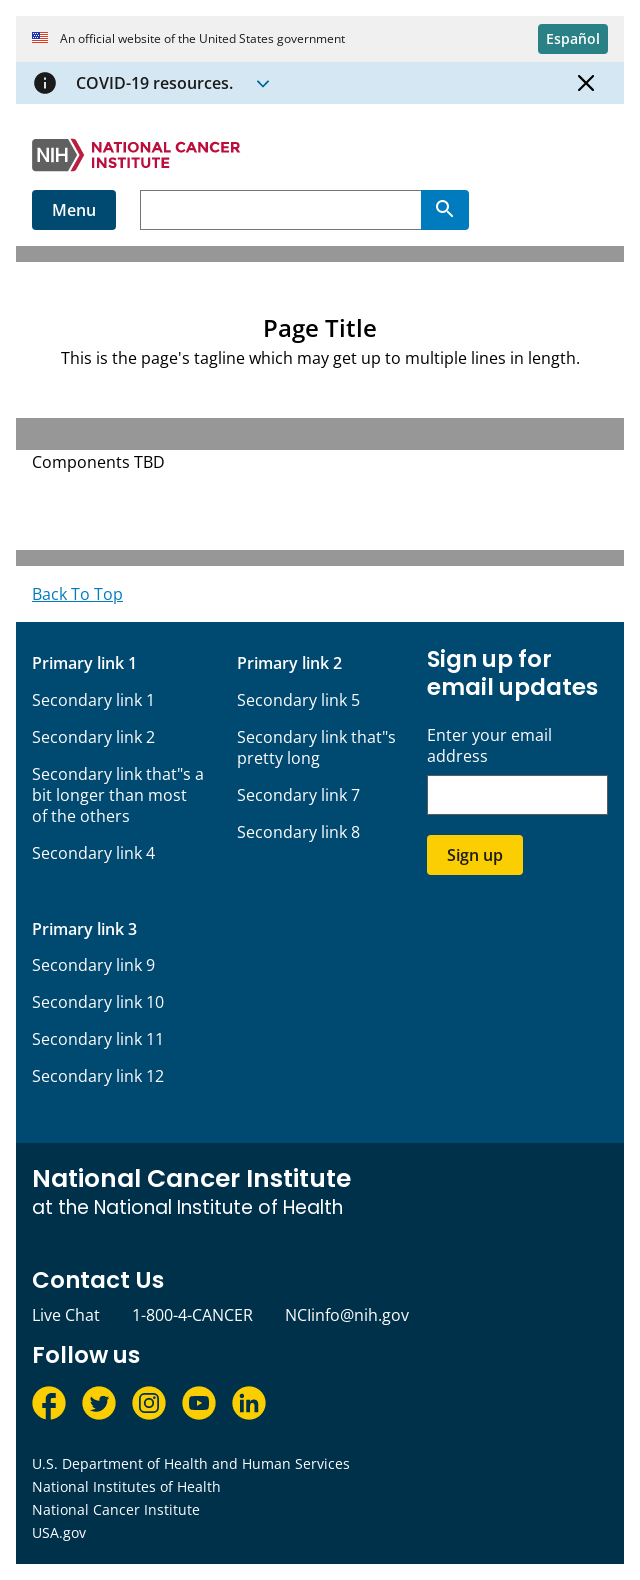 An official website of the United States government
Español
COVID-19 resources.
NIH NATIONAL CANCER
INSTITUTE
Menu
Page Title
This is the page's tagline which may get up to multiple lines in length.
Components TBD
Back To Top
Primary link 1
Secondary link 1
Secondary link 2
Secondary link that"s a
bit longer than most
of the others
Secondary link 4
Primary link 2
Secondary link 5
Secondary link that"s
pretty long
Secondary link 7
Secondary link 8
Sign up for
email updates
Enter your email
address
Sign up
Primary link 3
Secondary link 9
Secondary link 10
Secondary link 11
Secondary link 12
National Cancer Institute
at the National Institute of Health
Contact Us
Live Chat 1-800-4-CANCER NCIinfo@nih.gov
Follow us
U.S. Department of Health and Human Services
National Institutes of Health
National Cancer Institute
USA.gov